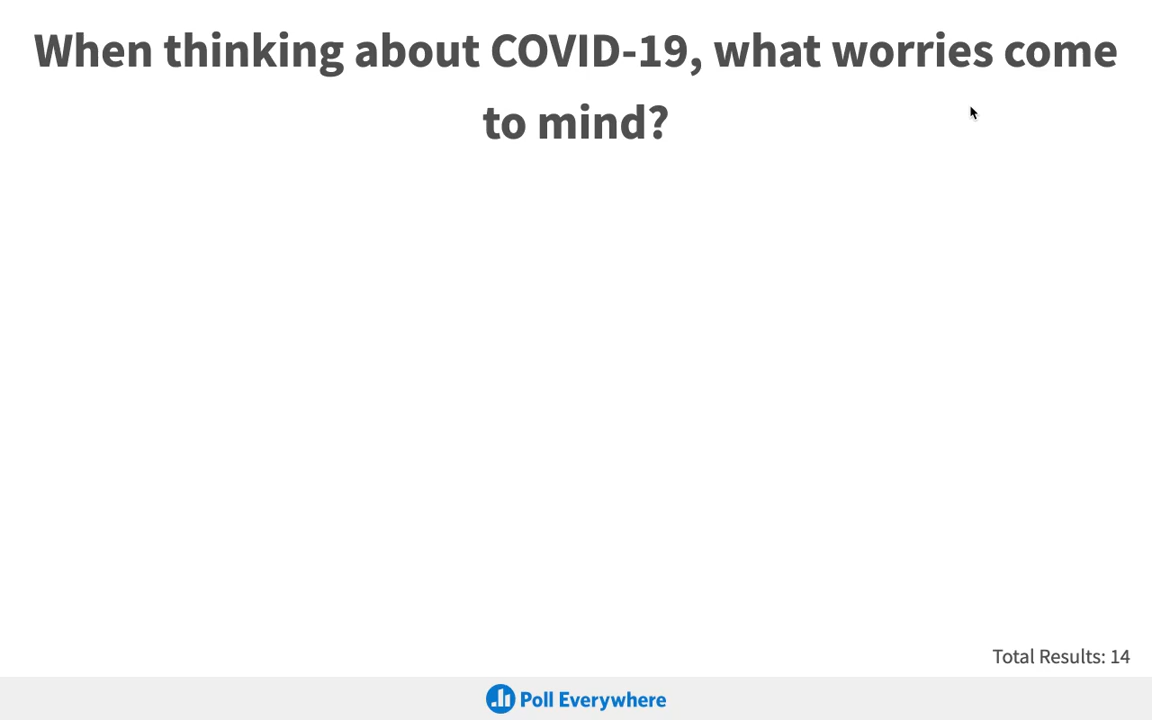 When thinking about COVID-19, what worries come
to mind?
Total Results: 14
Poll Everywhere